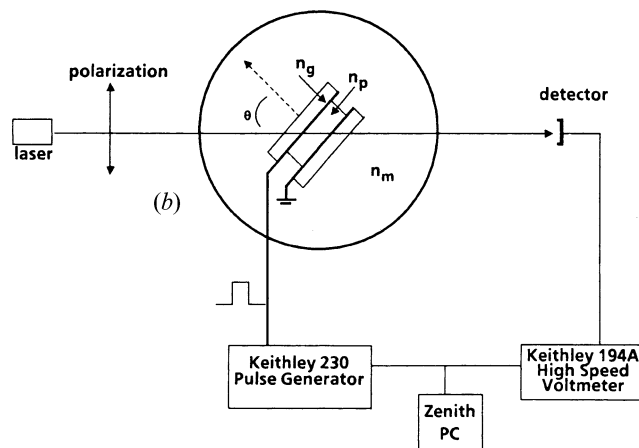 polarization
n_g
n_p
detector
θ
laser
n_m
(b)
Keithley 230
Pulse Generator
Keithley 194A
High Speed
Voltmeter
Zenith
PC